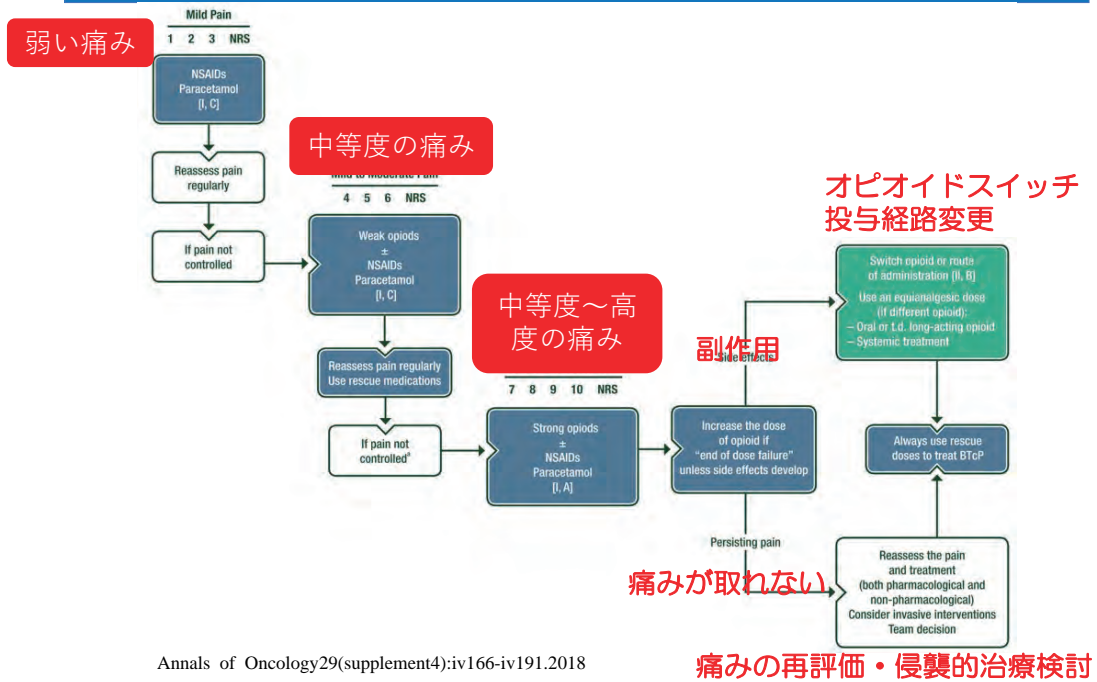 Mild Pain
1 2 3 NRS
弱い痛み
NSAIDs
Paracetamol
[I, C]
Reassess pain
regularly
If pain not
controlled
中等度の痛み
Mild to Moderate Pain
4 5 6 NRS
Weak opiods
±
NSAIDs
Paracetamol
[I, C]
Reassess pain regularly
Use rescue medications
If pain not
controlledª
中等度～高
度の痛み
7 8 9 10 NRS
Strong opiods
±
NSAIDs
Paracetamol
[I, A]
Increase the dose
of opioid if
“end of dose failure”
unless side effects develop
副作用
Side effects
オピオイドスイッチ
投与経路変更
Switch opioid or route
of administration [II, B]
Use an equianalgesic dose
(if different opioid):
– Oral or t.d. long-acting opioid
– Systemic treatment
Always use rescue
doses to treat BTcP
Persisting pain
痛みが取れない
Reassess the pain
and treatment
(both pharmacological and
non-pharmacological)
Consider invasive interventions
Team decision
痛みの再評価・侵襲的治療検討
Annals of Oncology29(supplement4):iv166-iv191.2018